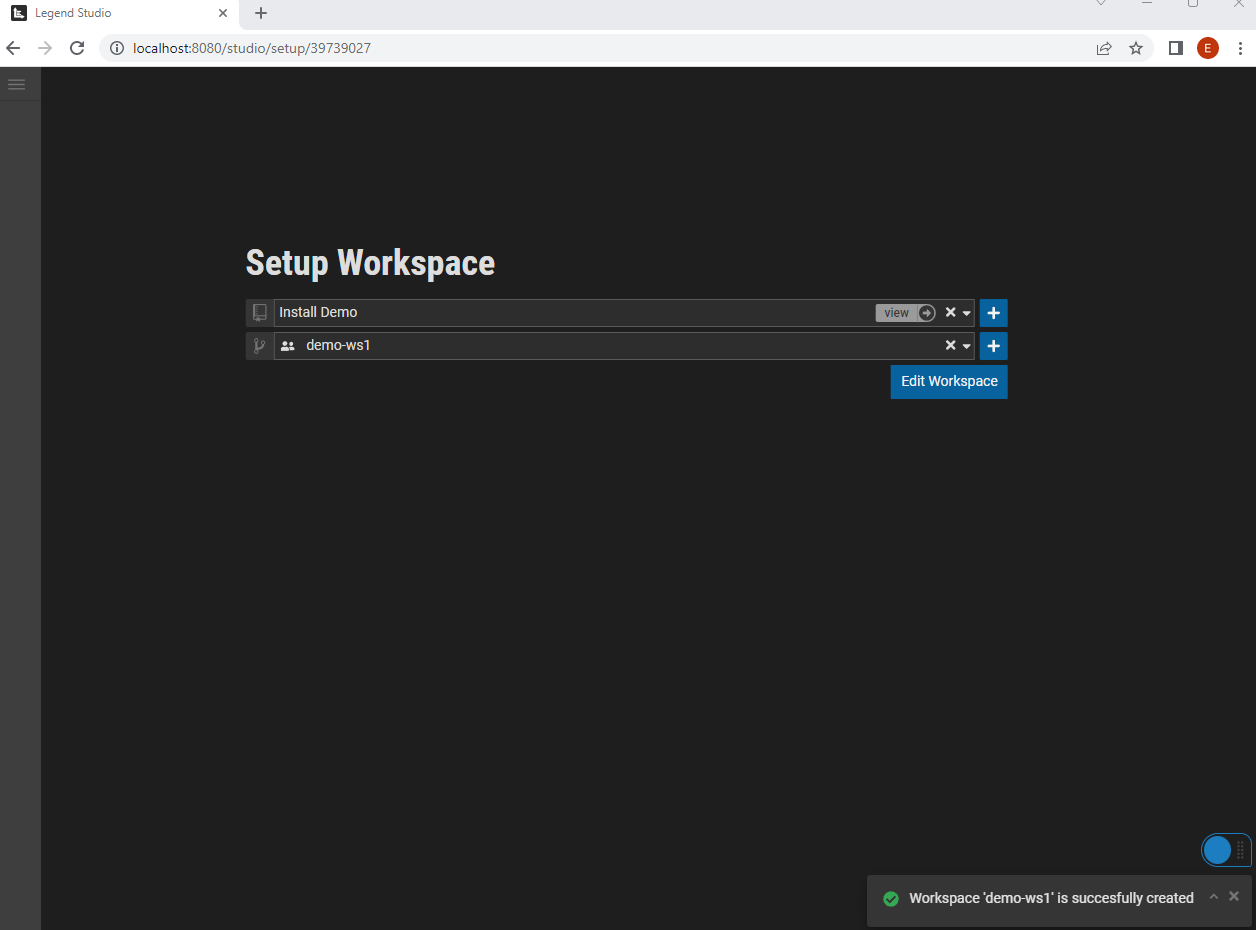 Legend Studio
localhost:8080/studio/setup/39739027
E
Setup Workspace
Install Demo
view
demo-ws1
Edit Workspace
Workspace 'demo-ws1' is succesfully created